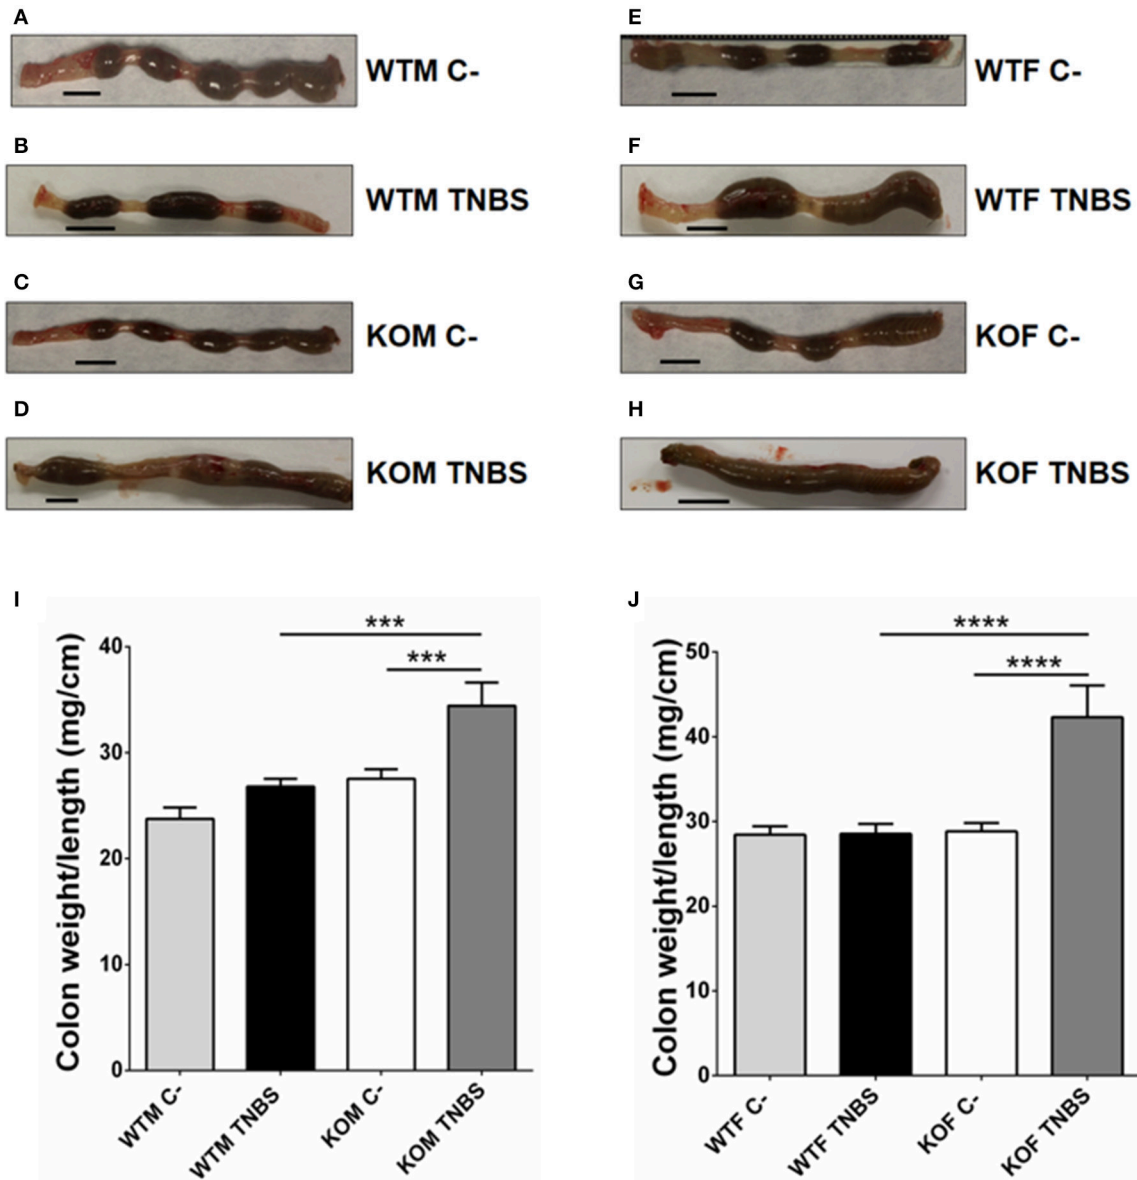 A
WTM C-
E
WTF C-
B
WTM TNBS
F
WTF TNBS
C
KOM C-
G
KOF C-
D
KOM TNBS
H
KOF TNBS
I
***
***
40
30
20
10
0
Colon weight/length (mg/cm)
WTM C-
WTM TNBS
KOM C-
KOM TNBS
J
****
****
50
40
30
20
10
0
Colon weight/length (mg/cm)
WTF C-
WTF TNBS
KOF C-
KOF TNBS